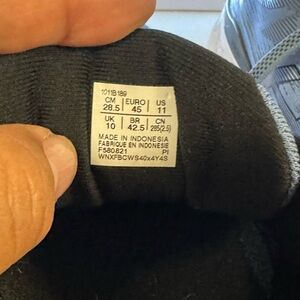 1011B189
CM EURO US
28.5 45 11
UK BR CN
10 42.5 285(2.5)
MADE IN INDONESIA
FABRIQUE EN INDONESIE
F580821 PI
WNXFBCWS40x4Y4S